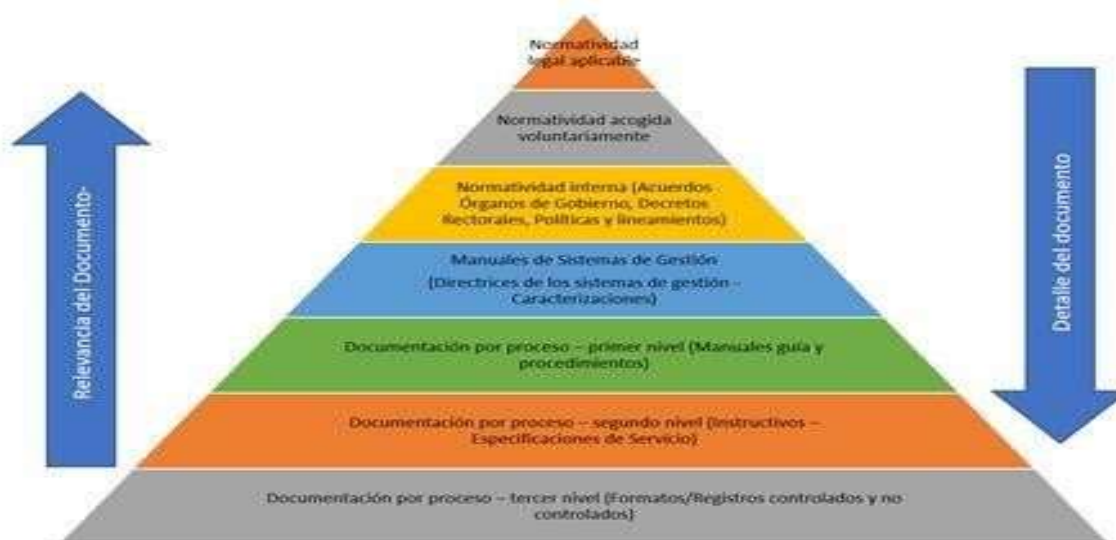 Normatividad
legal aplicable
Normatividad acogida
voluntariamente
Normatividad interna (Acuerdos
Órganos de Gobierno, Decretos
Rectorales, Políticas y lineamientos)
Manuales de Sistemas de Gestión
(Directrices de los sistemas de gestión -
Caracterizaciones)
Documentación por proceso – primer nivel (Manuales guía y
procedimientos)
Documentación por proceso – segundo nivel (Instructivos –
Especificaciones de Servicio)
Documentación por proceso – tercer nivel (Formatos/Registros controlados y no
controlados)
Relevancia del Documento-
Detalle del documento